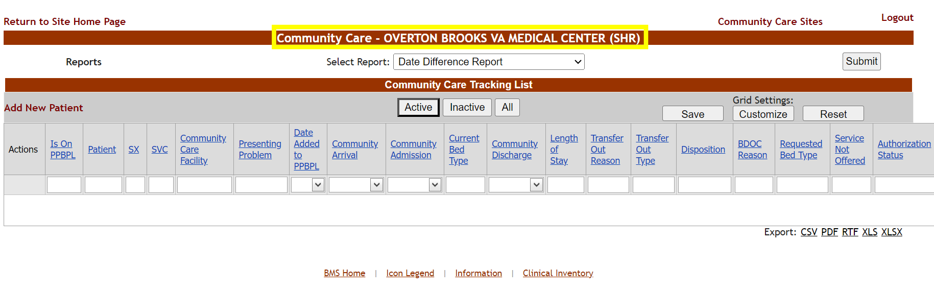 Return to Site Home Page Community Care Sites Logout
Community Care - OVERTON BROOKS VA MEDICAL CENTER (SHR)
Reports Select Report: Date Difference Report Submit
Community Care Tracking List
Add New Patient Active Inactive All Grid Settings:
Save Customize Reset
Actions Is On PPBPL Patient SX SVC Community Care Facility Presenting Problem Date Added to PPBPL Community Arrival Community Admission Current Bed Type Community Discharge Length of Stay Transfer Out Reason Transfer Out Type Disposition BDOC Reason Requested Bed Type Service Not Offered Authorization Status
Export: CSV PDF RTF XLS XLSX
BMS Home | Icon Legend | Information | Clinical Inventory